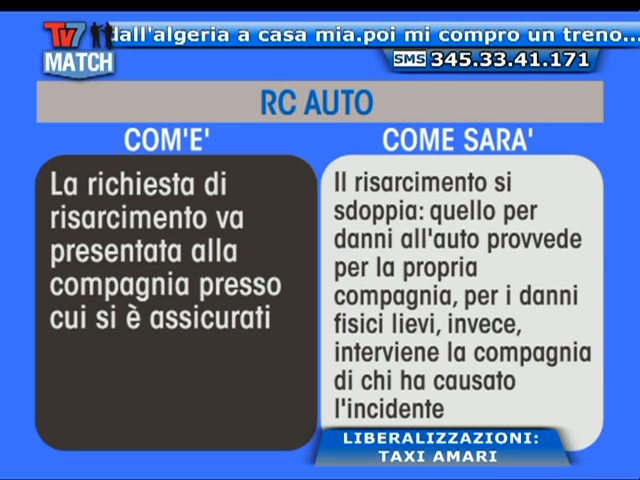 Tv7
MATCH
dall'algeria a casa mia.poi mi compro un treno...
SMS 345.33.41.171
RC AUTO
COM'E'
COME SARA'
La richiesta di
risarcimento va
presentata alla
compagnia presso
cui si è assicurati
Il risarcimento si
sdoppia: quello per
danni all'auto provvede
per la propria
compagnia, per i danni
fisici lievi, invece,
interviene la compagnia
di chi ha causato
l'incidente
LIBERALIZZAZIONI:
TAXI AMARI